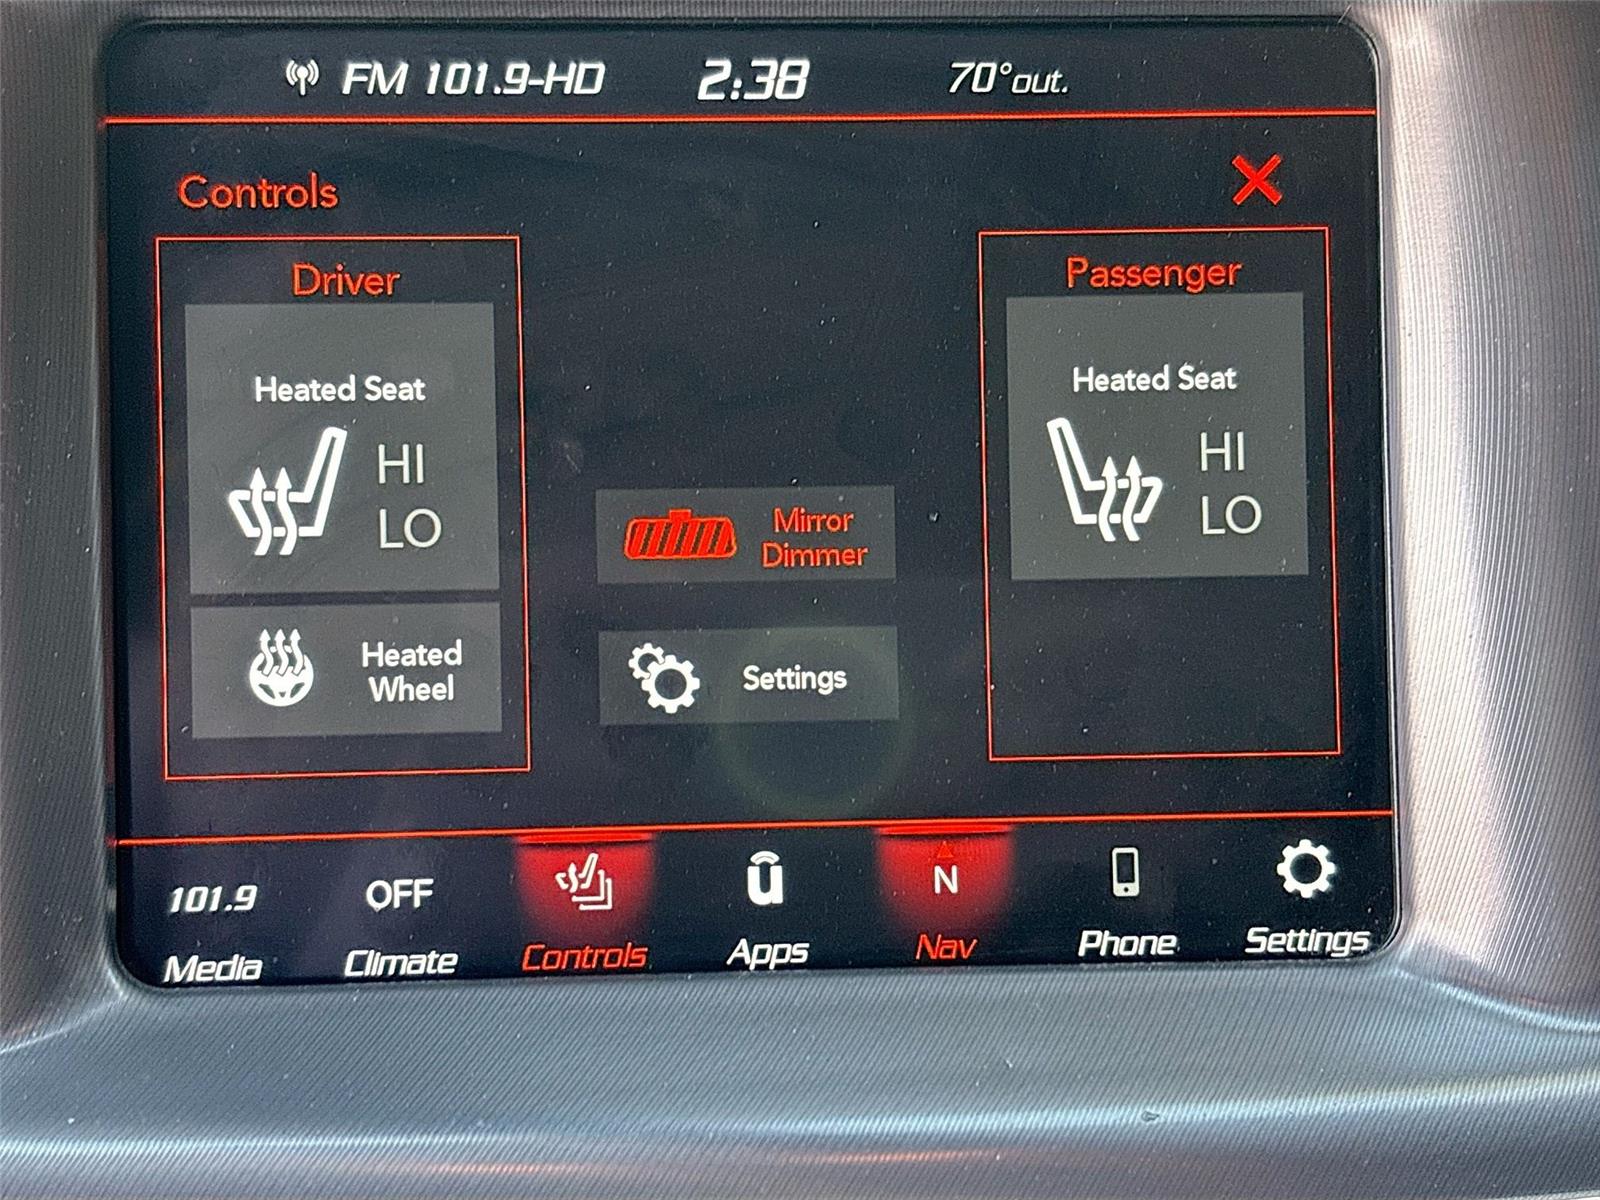 FM 101.9-HD 2:38 70°out.
Controls
Driver
Heated Seat
HI
LO
Heated
Wheel
Mirror
Dimmer
Settings
Passenger
Heated Seat
HI
LO
101.9 OFF u N
Media Climate Controls Apps Nav Phone Settings